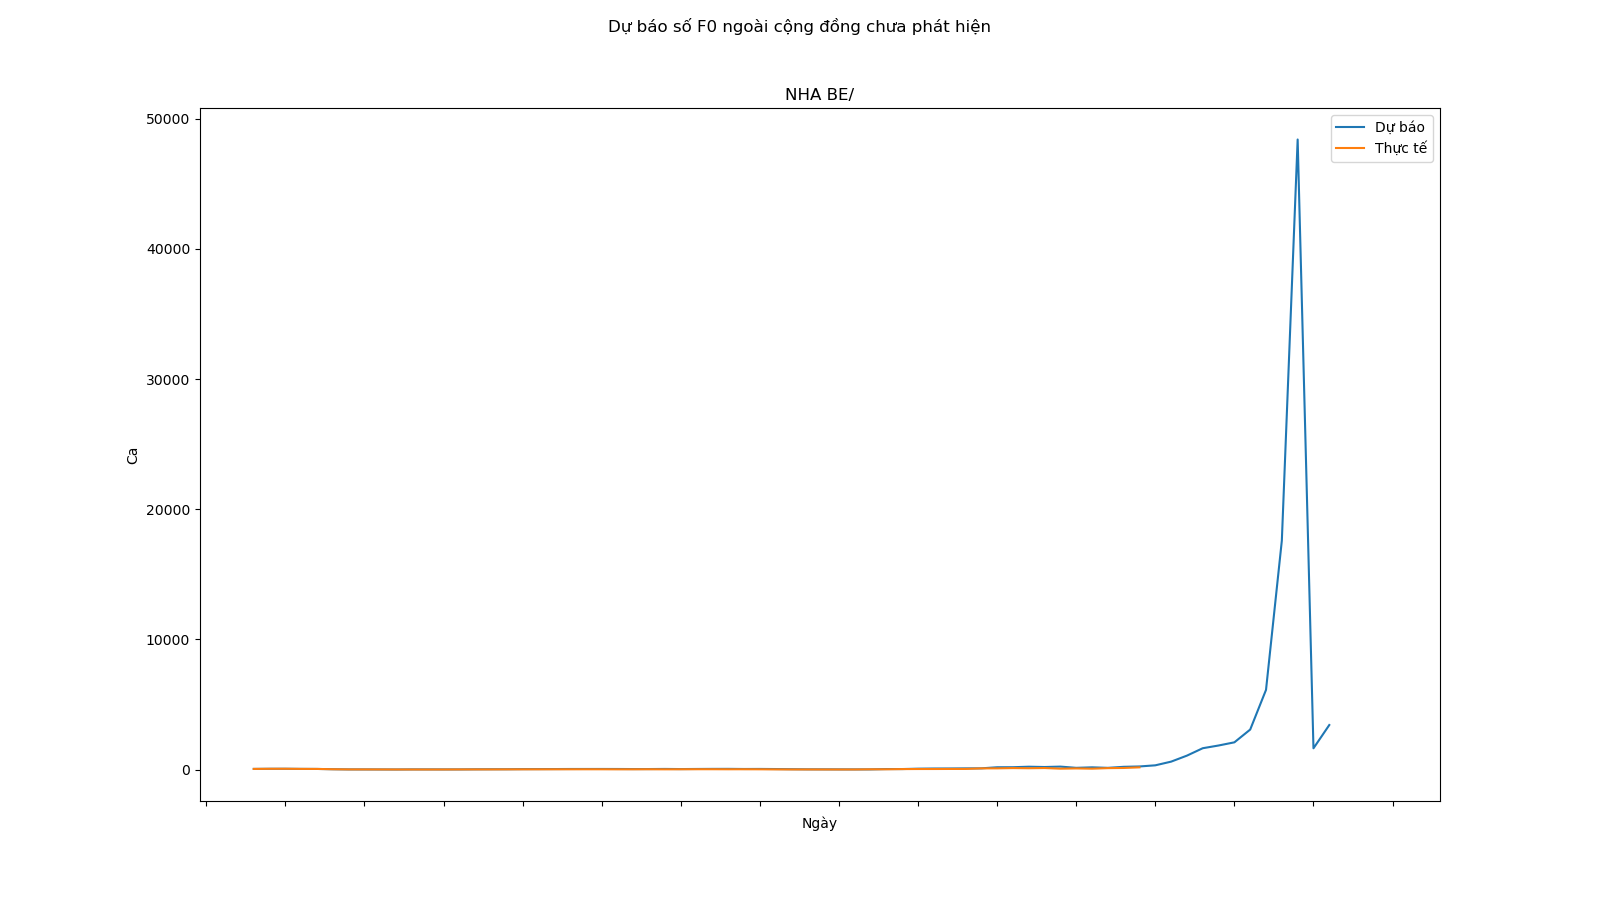 Dự báo số F0 ngoài cộng đồng chưa phát hiện
NHA BE/
Dự báo
Thực tế
50000
40000
30000
20000
10000
0
Ca
Ngày